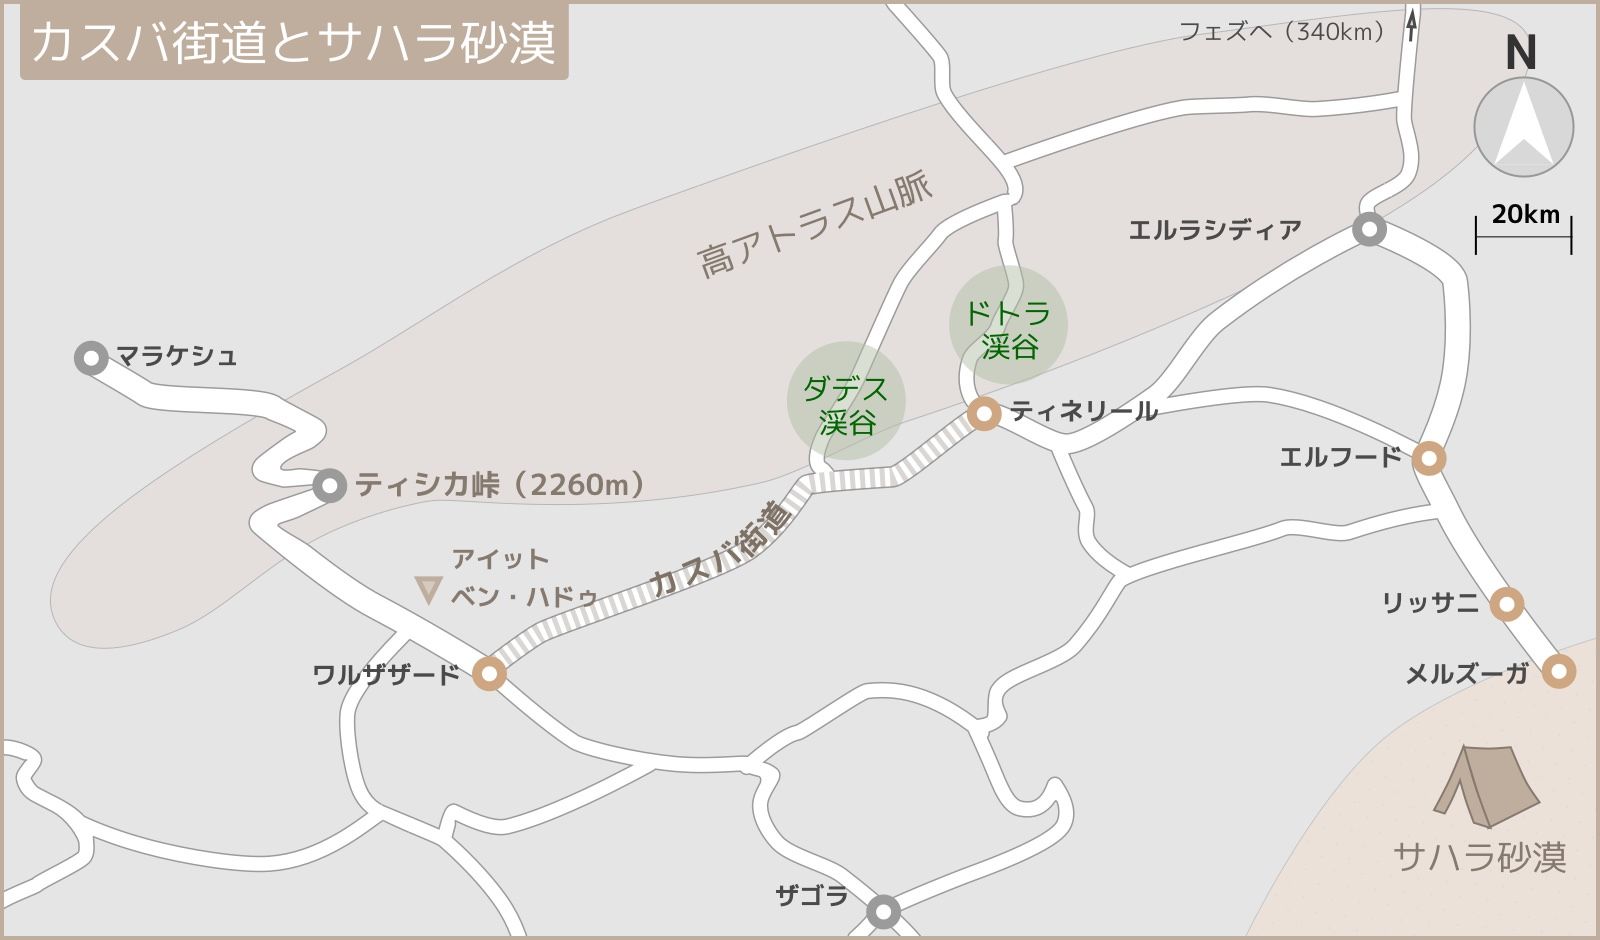 カスバ街道とサハラ砂漠
フェズへ（340km）
N
20km
高アトラス山脈
エルラシディア
ドトラ
渓谷
マラケシュ
ダデス
渓谷
ティネリール
エルフード
ティシカ峠（2260m）
カスバ街道
アイット
ベン・ハドゥ
リッサニ
ワルザザード
メルズーガ
サハラ砂漠
ザゴラ